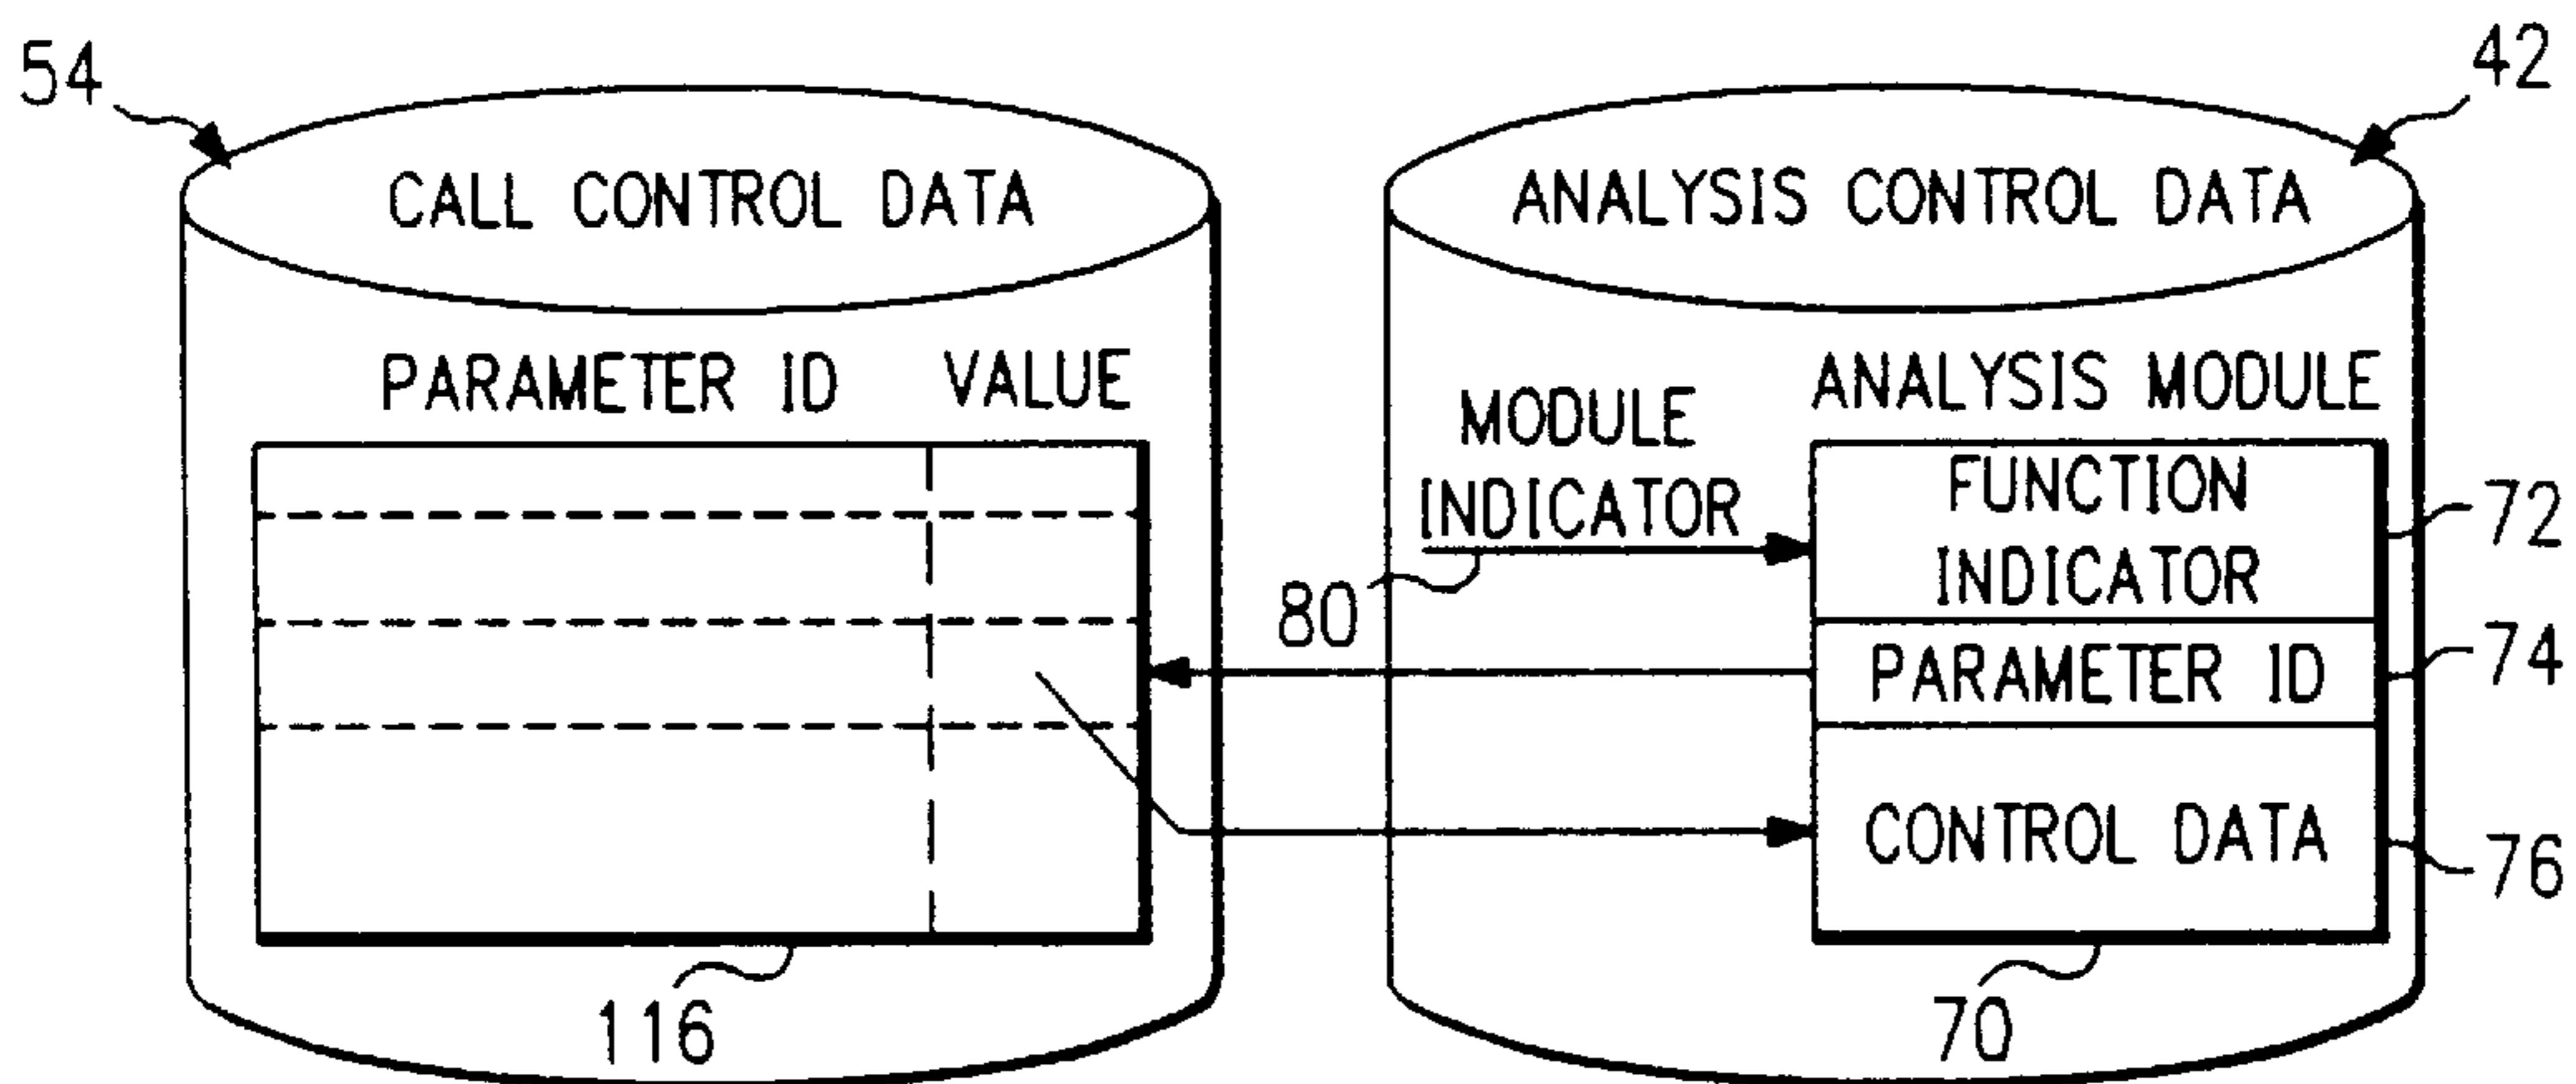 54
42
CALL CONTROL DATA
ANALYSIS CONTROL DATA
PARAMETER ID VALUE
MODULE
INDICATOR
ANALYSIS MODULE
FUNCTION
INDICATOR
72
80
PARAMETER ID
74
CONTROL DATA
76
116
70